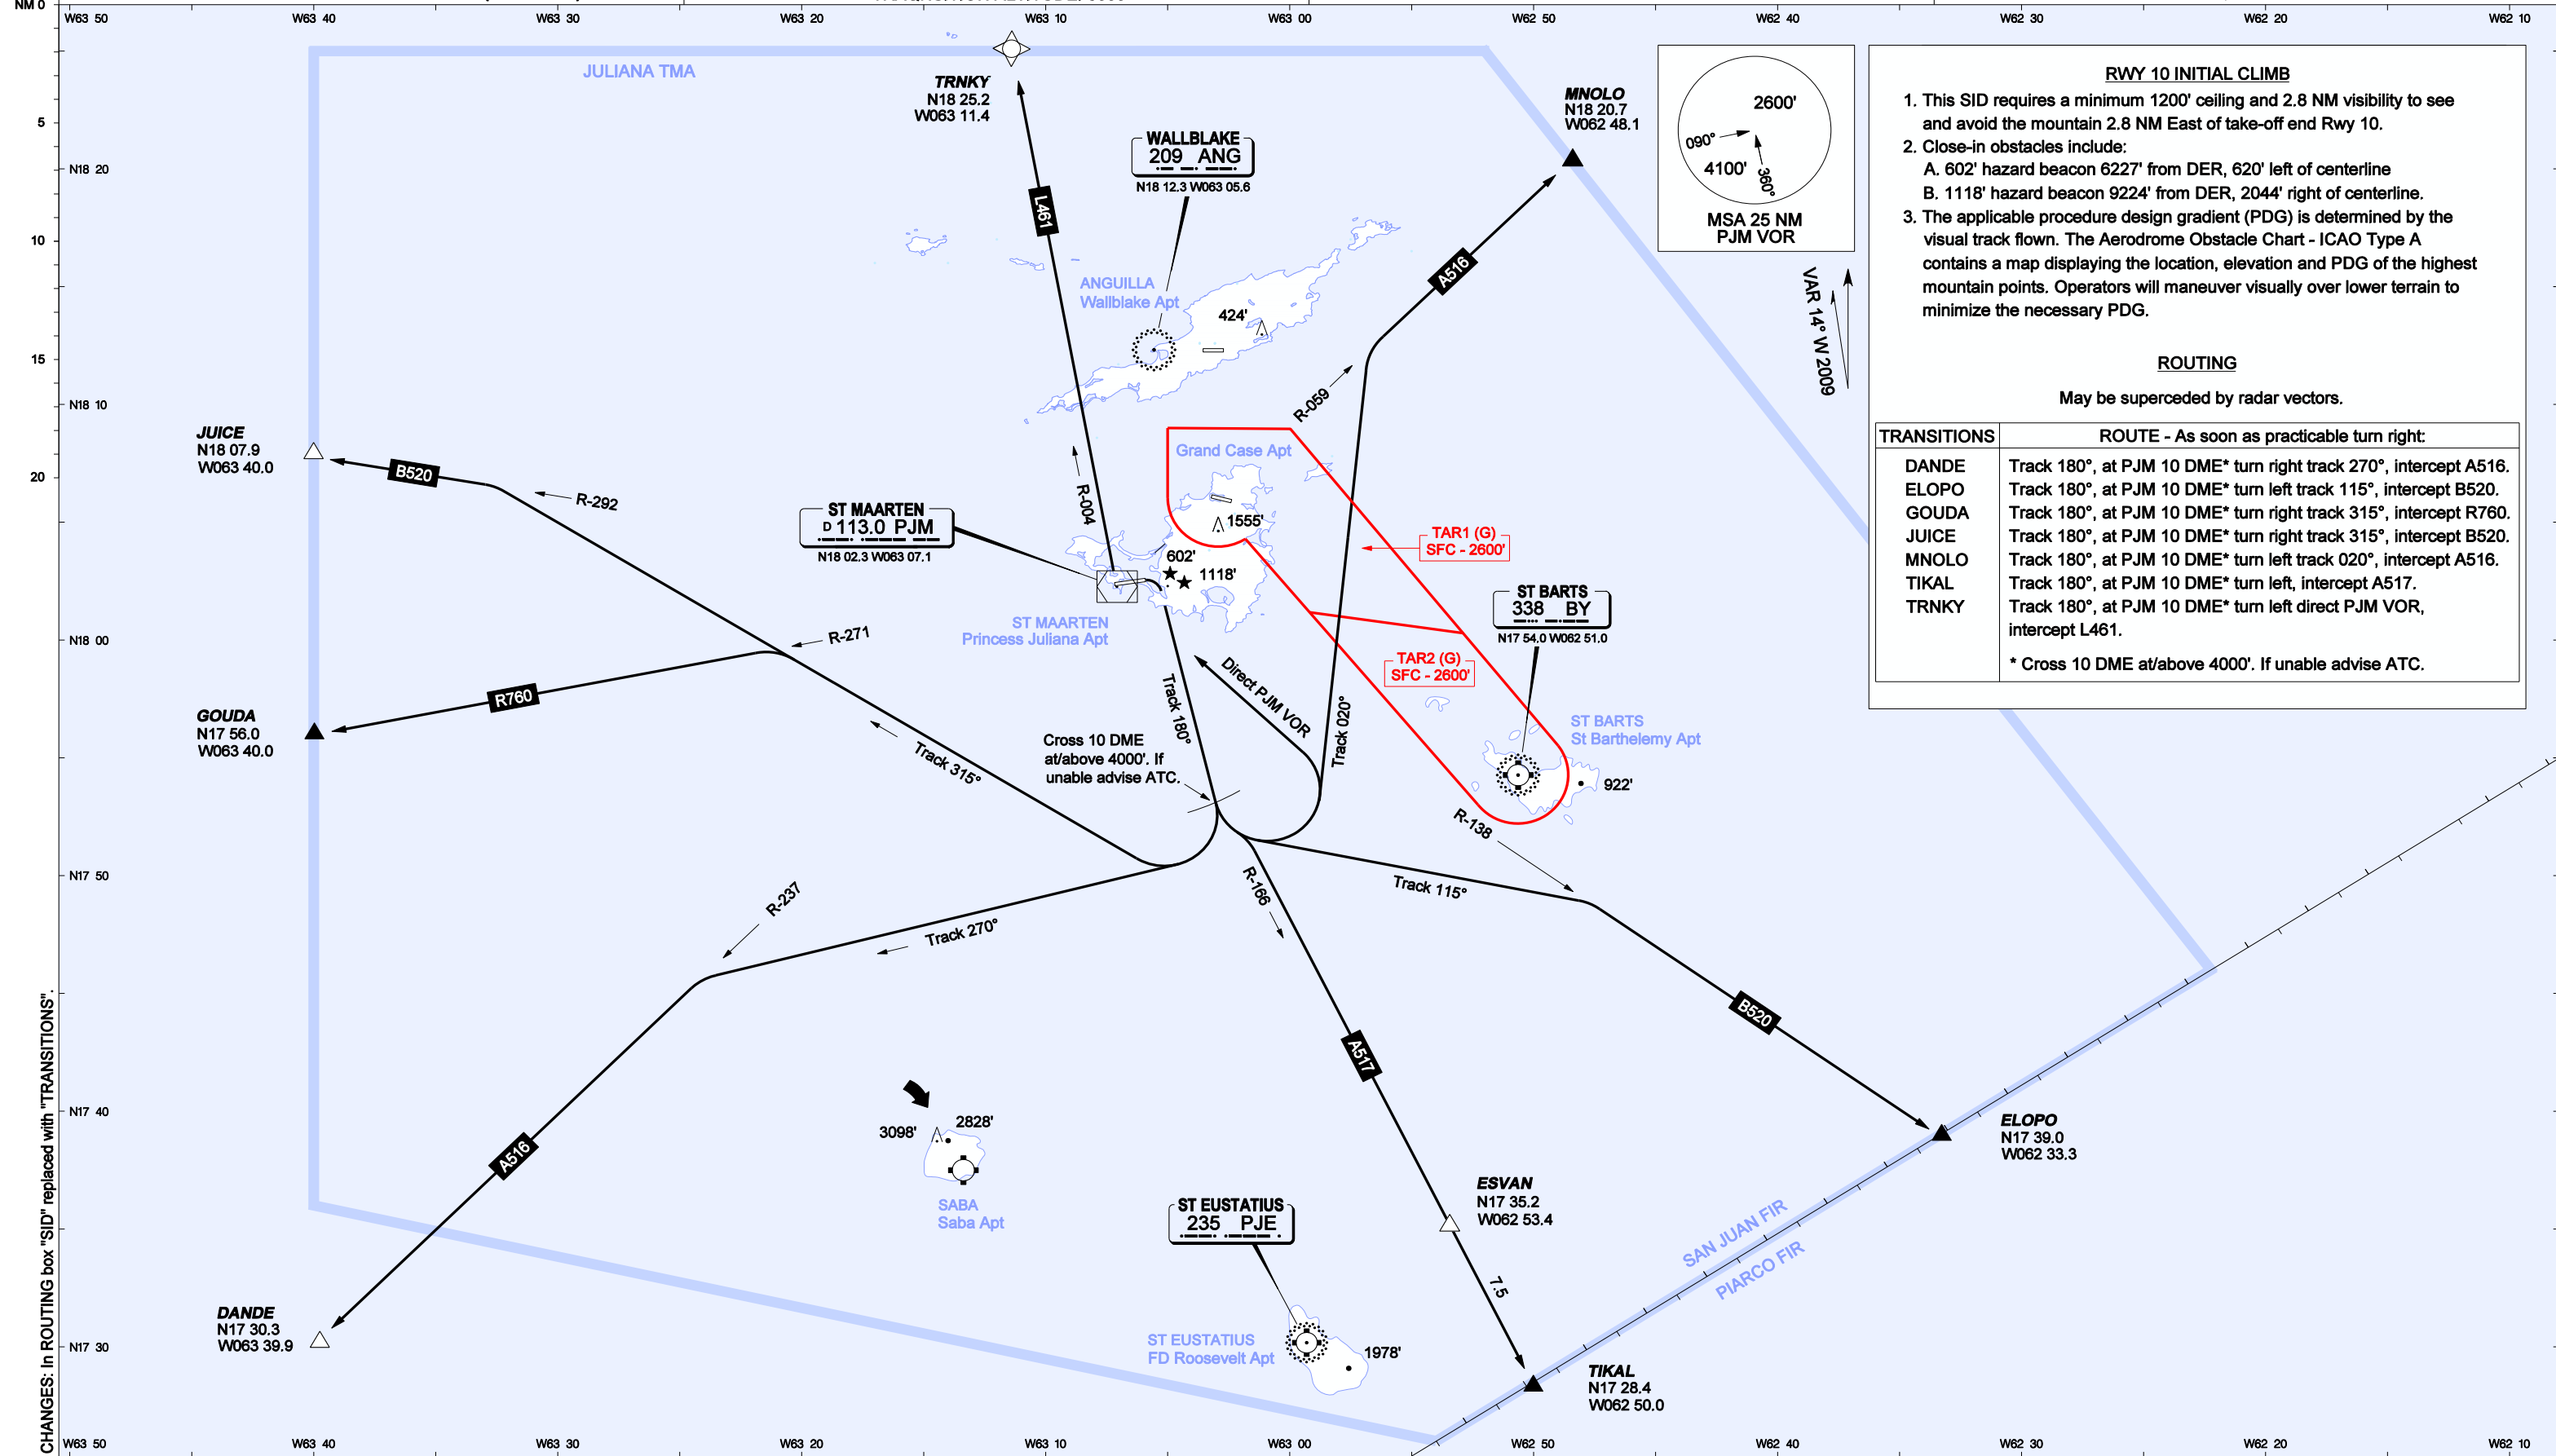 NM 0
W63 50
W63 40
W63 30
W63 20
W63 10
W63 00
W62 50
W62 40
W62 30
W62 20
W62 10
5
10
15
20
N18 20
N18 10
N18 00
N17 50
N17 40
N17 30
JULIANA TMA
TRNKY
N18 25.2
W063 11.4
WALLBLAKE
209 ANG
N18 12.3 W063 05.6
MNOLO
N18 20.7
W062 48.1
2600'
090°
4100'
360°
MSA 25 NM
PJM VOR
VAR 14° W 2009
RWY 10 INITIAL CLIMB
1. This SID requires a minimum 1200' ceiling and 2.8 NM visibility to see
and avoid the mountain 2.8 NM East of take-off end Rwy 10.
2. Close-in obstacles include:
A. 602' hazard beacon 6227' from DER, 620' left of centerline
B. 1118' hazard beacon 9224' from DER, 2044' right of centerline.
3. The applicable procedure design gradient (PDG) is determined by the
visual track flown. The Aerodrome Obstacle Chart - ICAO Type A
contains a map displaying the location, elevation and PDG of the highest
mountain points. Operators will maneuver visually over lower terrain to
minimize the necessary PDG.
ROUTING
May be superceded by radar vectors.
TRANSITIONS ROUTE - As soon as practicable turn right:
DANDE Track 180°, at PJM 10 DME* turn right track 270°, intercept A516.
ELOPO Track 180°, at PJM 10 DME* turn left track 115°, intercept B520.
GOUDA Track 180°, at PJM 10 DME* turn right track 315°, intercept R760.
JUICE Track 180°, at PJM 10 DME* turn right track 315°, intercept B520.
MNOLO Track 180°, at PJM 10 DME* turn left track 020°, intercept A516.
TIKAL Track 180°, at PJM 10 DME* turn left, intercept A517.
TRNKY Track 180°, at PJM 10 DME* turn left direct PJM VOR,
intercept L461.
* Cross 10 DME at/above 4000'. If unable advise ATC.
L461
A516
ANGUILLA
Wallblake Apt
424'
R-059
JUICE
N18 07.9
W063 40.0
B520
R-292
Grand Case Apt
R-004
ST MAARTEN
D 113.0 PJM
N18 02.3 W063 07.1
1555'
602'
1118'
TAR1 (G)
SFC - 2600'
ST MAARTEN
Princess Juliana Apt
ST BARTS
338 BY
N17 54.0 W062 51.0
R-271
TAR2 (G)
SFC - 2600'
R760
GOUDA
N17 56.0
W063 40.0
Track 180°
Direct PJM VOR
Track 020°
ST BARTS
St Barthelemy Apt
922'
Cross 10 DME
at/above 4000'. If
unable advise ATC.
Track 315°
R-138
R-237
R-166
Track 115°
Track 270°
B520
A517
A516
3098'
2828'
SABA
Saba Apt
ELOPO
N17 39.0
W062 33.3
ESVAN
N17 35.2
W062 53.4
ST EUSTATIUS
235 PJE
SAN JUAN FIR
PIARCO FIR
7.5
DANDE
N17 30.3
W063 39.9
ST EUSTATIUS
FD Roosevelt Apt
1978'
TIKAL
N17 28.4
W062 50.0
CHANGES: In ROUTING box "SID" replaced with "TRANSITIONS".
W63 50
W63 40
W63 30
W63 20
W63 10
W63 00
W62 50
W62 40
W62 30
W62 20
W62 10